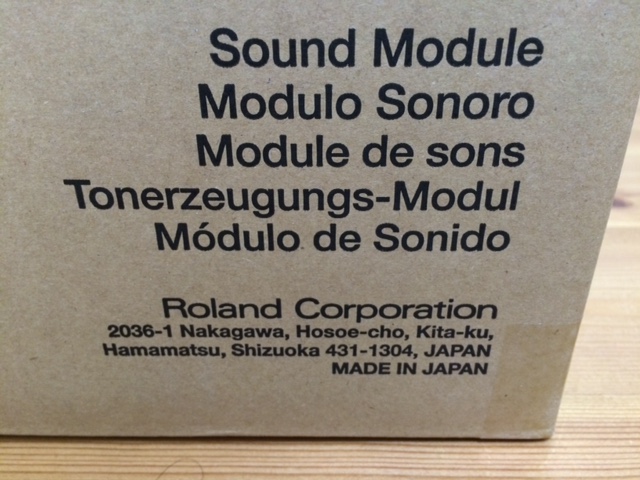 Sound Module
Modulo Sonoro
Module de sons
Tonerzeugungs-Modul
Módulo de Sonido
Roland Corporation
2036-1 Nakagawa, Hosoe-cho, Kita-ku,
Hamamatsu, Shizuoka 431-1304, JAPAN
MADE IN JAPAN